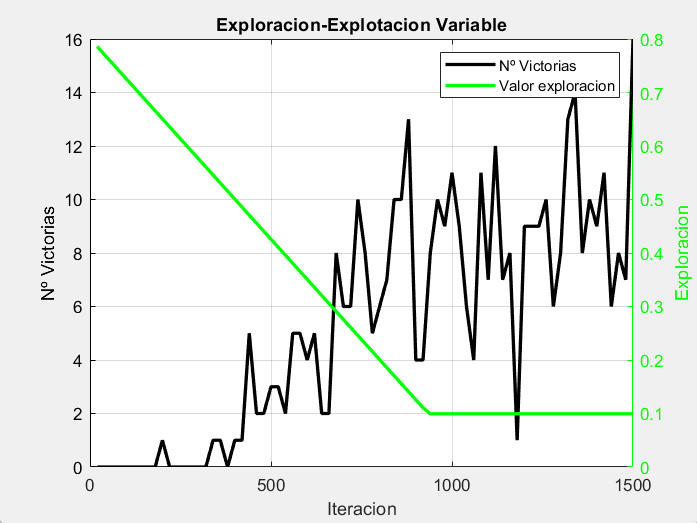 Exploracion-Explotacion Variable
Nº Victorias
Valor exploracion
16
14
12
10
8
6
4
2
0
Nº Victorias
0.8
0.7
0.6
0.5
0.4
0.3
0.2
0.1
0
Exploracion
0 500 1000 1500
Iteracion